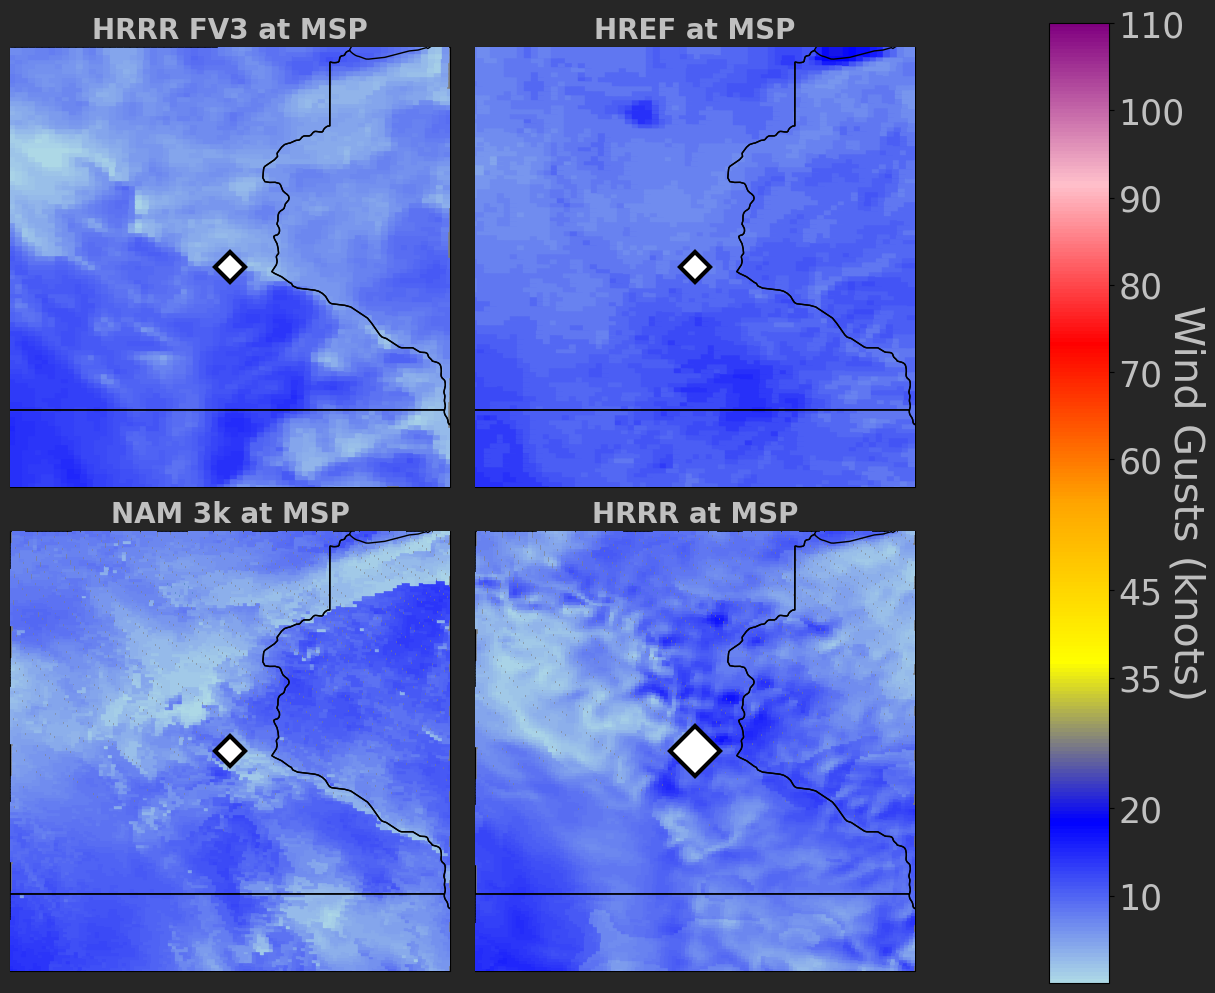 HRRR FV3 at MSP
HREF at MSP
NAM 3k at MSP
HRRR at MSP
110
100
90
80
70
60
45
35
20
10
Wind Gusts (knots)